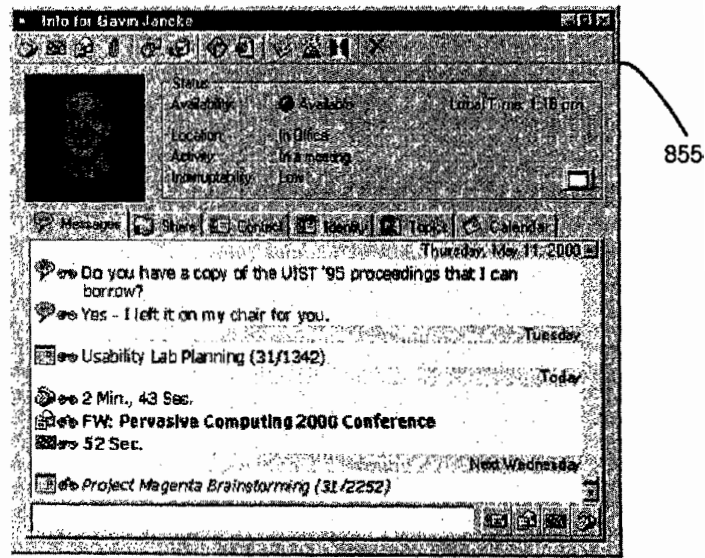 Info for Gavin Jancke
Status
Availability: Available Local Time: 1:18 pm
Location: In Office
Activity: In a meeting
Interruptability: Low
855
Messages Share Contact Identity Topics Calendar
Thursday, May 11, 2000
Do you have a copy of the UIST '95 proceedings that I can
borrow?
Yes - I left it on my chair for you.
Tuesday
Usability Lab Planning (31/1342)
Today
2 Min., 43 Sec.
FW: Pervasive Computing 2000 Conference
52 Sec.
Next Wednesday
Project Magenta Brainstorming (31/2252)